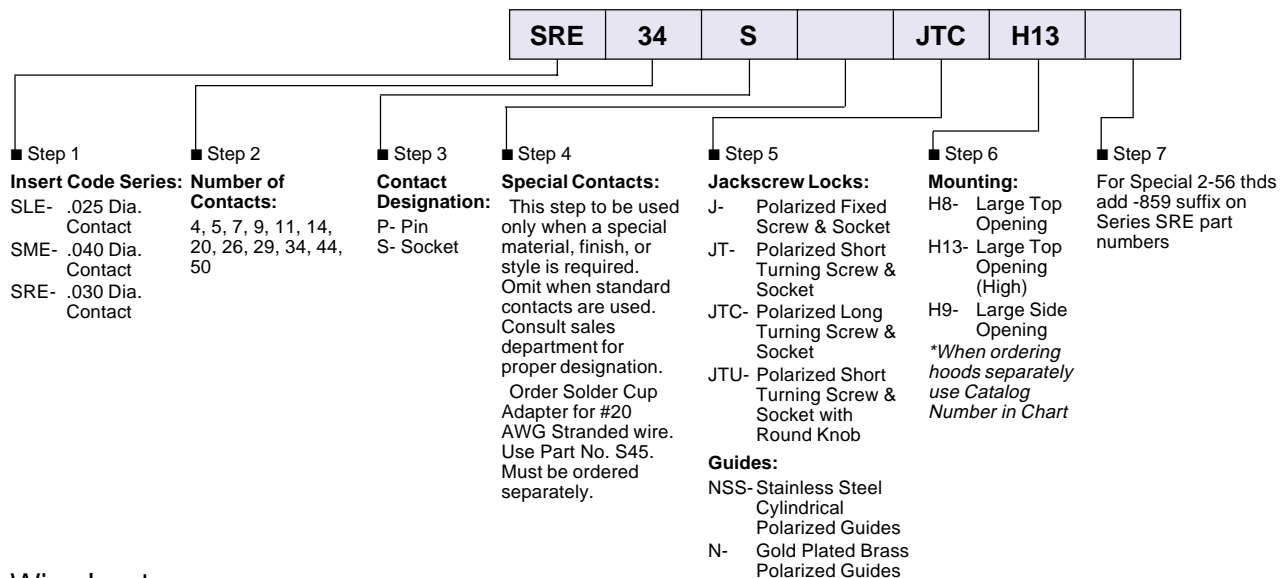 SRE 34 S JTC H13
■ Step 1
Insert Code Series:
SLE- .025 Dia.
Contact
SME- .040 Dia.
Contact
SRE- .030 Dia.
Contact
■ Step 2
Number of
Contacts:
4, 5, 7, 9, 11, 14,
20, 26, 29, 34, 44,
50
■ Step 3
Contact
Designation:
P- Pin
S- Socket
■ Step 4
Special Contacts:
This step to be used
only when a special
material, finish, or
style is required.
Omit when standard
contacts are used.
Consult sales
department for
proper designation.
Order Solder Cup
Adapter for #20
AWG Stranded wire.
Use Part No. S45.
Must be ordered
separately.
■ Step 5
Jackscrew Locks:
J- Polarized Fixed
Screw & Socket
JT- Polarized Short
Turning Screw &
Socket
JTC- Polarized Long
Turning Screw &
Socket
JTU- Polarized Short
Turning Screw &
Socket with
Round Knob
Guides:
NSS- Stainless Steel
Cylindrical
Polarized Guides
N- Gold Plated Brass
Polarized Guides
■ Step 6
Mounting:
H8- Large Top
Opening
H13- Large Top
Opening
(High)
H9- Large Side
Opening
*When ordering
hoods separately
use Catalog
Number in Chart
■ Step 7
For Special 2-56 thds
add -859 suffix on
Series SRE part
numbers